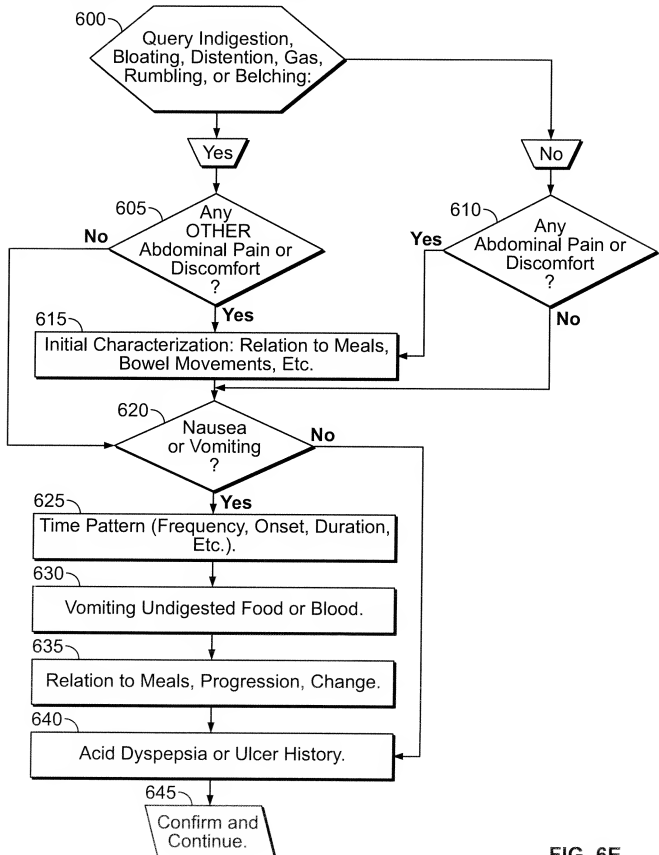 600
Query Indigestion,
Bloating, Distention, Gas,
Rumbling, or Belching:
Yes
No
605
Any
OTHER
Abdominal Pain or
Discomfort
?
No
Yes
610
Any
Abdominal Pain or
Discomfort
?
Yes
No
615
Initial Characterization: Relation to Meals,
Bowel Movements, Etc.
620
Nausea
or Vomiting
?
No
Yes
625
Time Pattern (Frequency, Onset, Duration,
Etc.).
630
Vomiting Undigested Food or Blood.
635
Relation to Meals, Progression, Change.
640
Acid Dyspepsia or Ulcer History.
645
Confirm and
Continue.
FIG. 6E